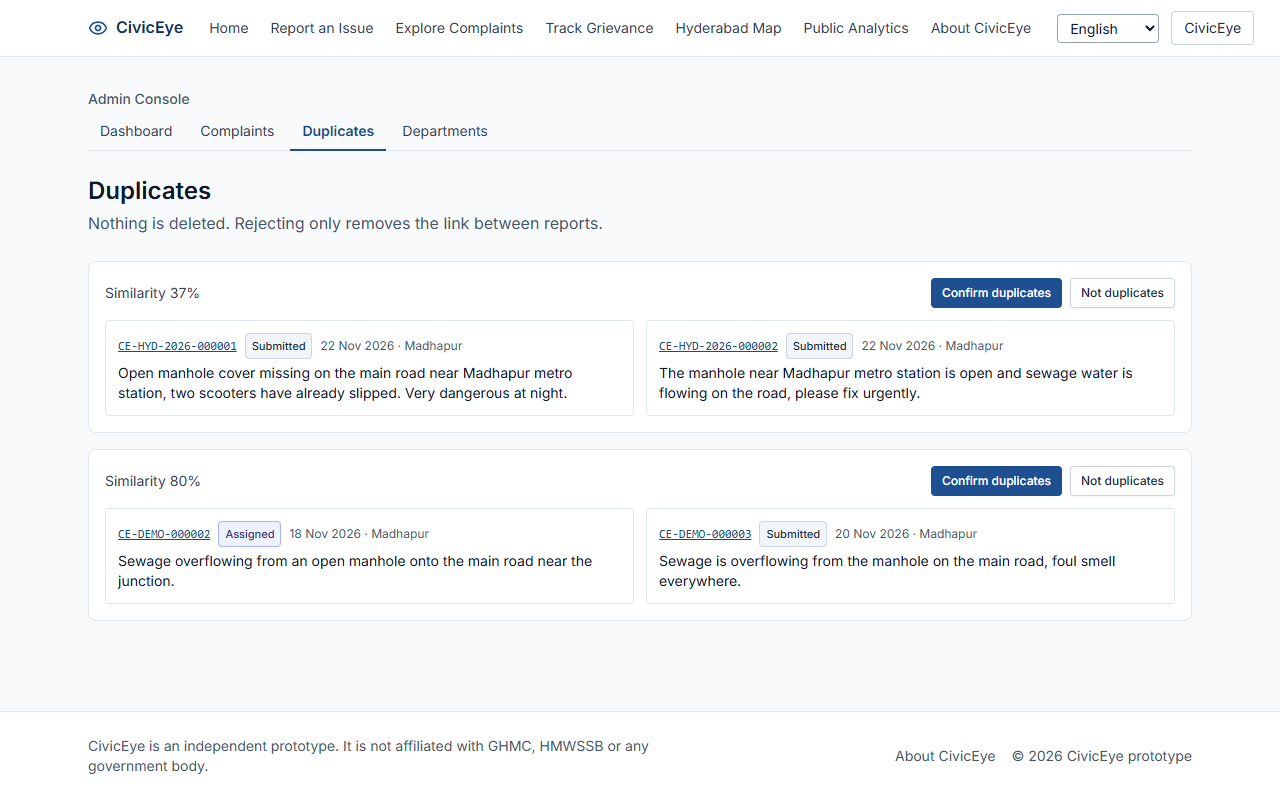 CivicEye Home Report an Issue Explore Complaints Track Grievance Hyderabad Map Public Analytics About CivicEye English CivicEye
Admin Console
Dashboard Complaints Duplicates Departments
Duplicates
Nothing is deleted. Rejecting only removes the link between reports.
Similarity 37% Confirm duplicates Not duplicates
CE-HYD-2026-000001 Submitted 22 Nov 2026 · Madhapur
Open manhole cover missing on the main road near Madhapur metro
station, two scooters have already slipped. Very dangerous at night.
CE-HYD-2026-000002 Submitted 22 Nov 2026 · Madhapur
The manhole near Madhapur metro station is open and sewage water is
flowing on the road, please fix urgently.
Similarity 80% Confirm duplicates Not duplicates
CE-DEMO-000002 Assigned 18 Nov 2026 · Madhapur
Sewage overflowing from an open manhole onto the main road near the
junction.
CE-DEMO-000003 Submitted 20 Nov 2026 · Madhapur
Sewage is overflowing from the manhole on the main road, foul smell
everywhere.
CivicEye is an independent prototype. It is not affiliated with GHMC, HMWSSB or any
government body.
About CivicEye © 2026 CivicEye prototype